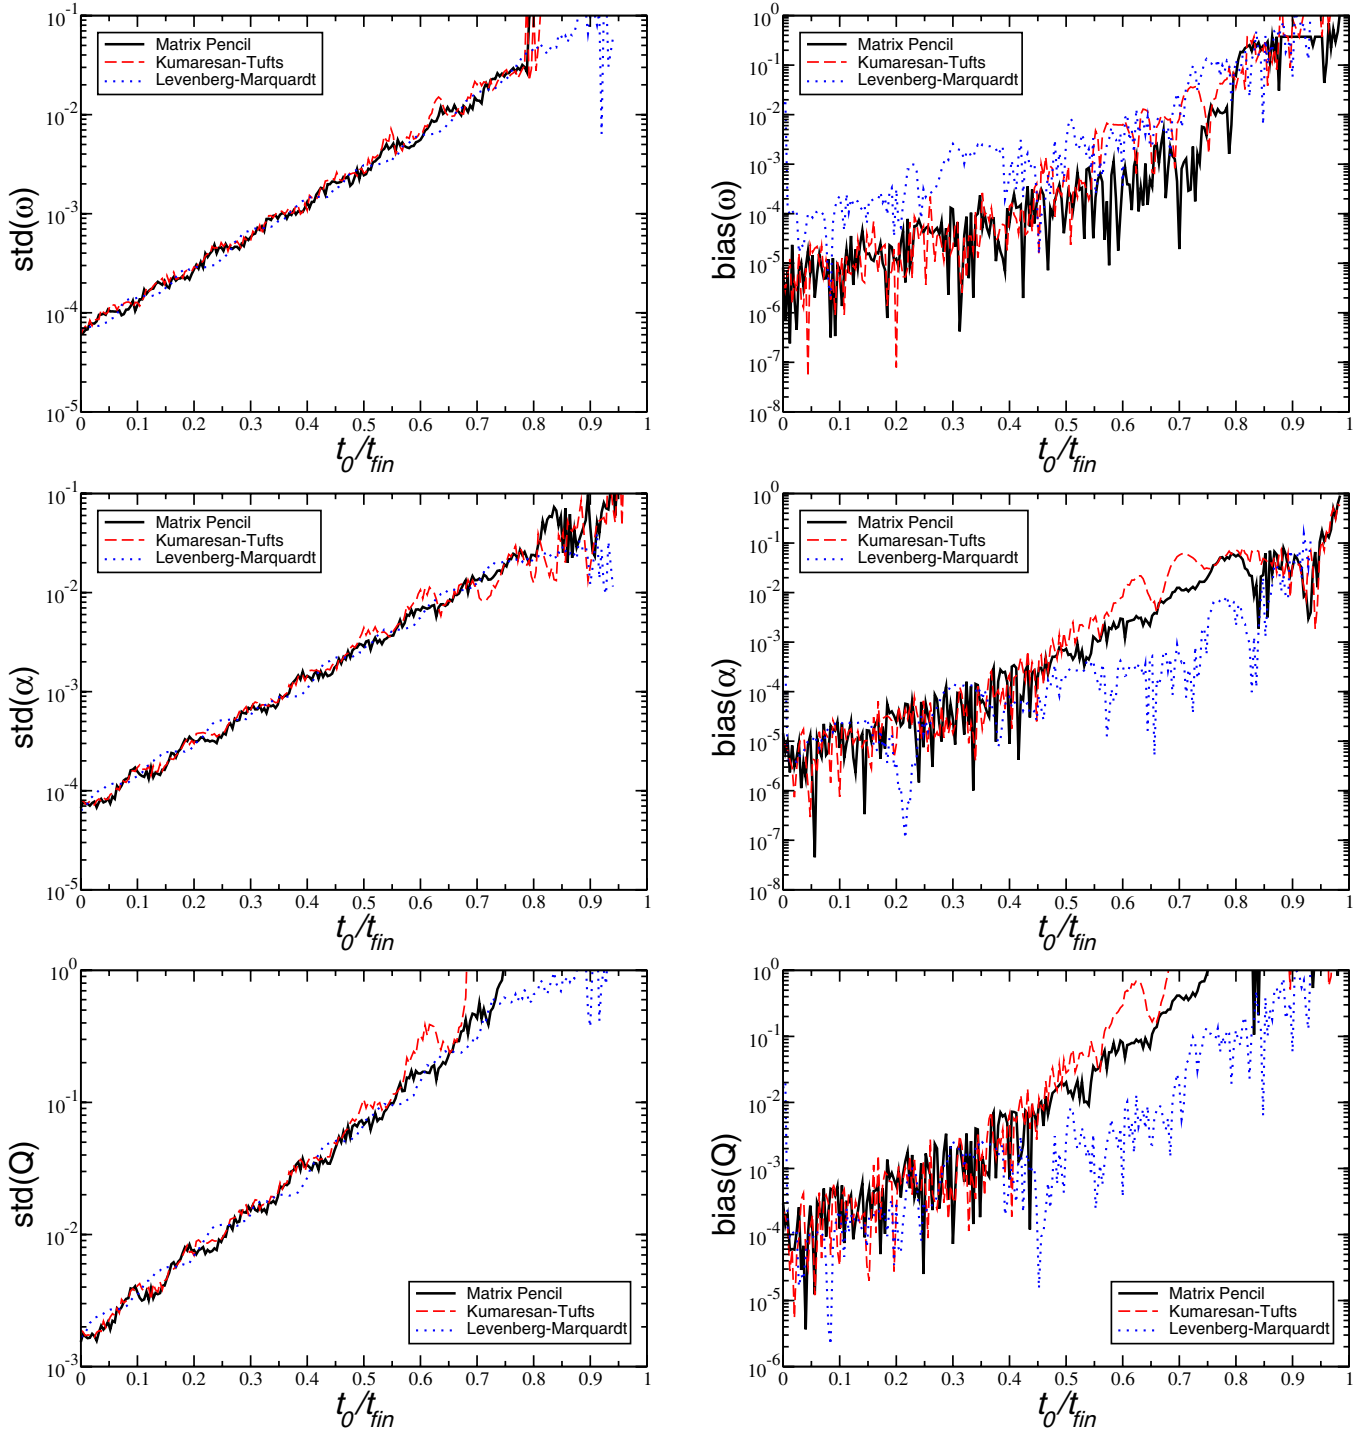 std(ω)
10^-1
10^-2
10^-3
10^-4
10^-5
Matrix Pencil
Kumaresan-Tufts
Levenberg-Marquardt
0 0.1 0.2 0.3 0.4 0.5 0.6 0.7 0.8 0.9 1
t_0/t_fin
bias(ω)
10^0
10^-1
10^-2
10^-3
10^-4
10^-5
10^-6
10^-7
10^-8
Matrix Pencil
Kumaresan-Tufts
Levenberg-Marquardt
0 0.1 0.2 0.3 0.4 0.5 0.6 0.7 0.8 0.9 1
t_0/t_fin
std(α)
10^-1
10^-2
10^-3
10^-4
10^-5
Matrix Pencil
Kumaresan-Tufts
Levenberg-Marquardt
0 0.1 0.2 0.3 0.4 0.5 0.6 0.7 0.8 0.9 1
t_0/t_fin
bias(α)
10^0
10^-1
10^-2
10^-3
10^-4
10^-5
10^-6
10^-7
10^-8
Matrix Pencil
Kumaresan-Tufts
Levenberg-Marquardt
0 0.1 0.2 0.3 0.4 0.5 0.6 0.7 0.8 0.9 1
t_0/t_fin
std(Q)
10^0
10^-1
10^-2
10^-3
Matrix Pencil
Kumaresan-Tufts
Levenberg-Marquardt
0 0.1 0.2 0.3 0.4 0.5 0.6 0.7 0.8 0.9 1
t_0/t_fin
bias(Q)
10^0
10^-1
10^-2
10^-3
10^-4
10^-5
10^-6
Matrix Pencil
Kumaresan-Tufts
Levenberg-Marquardt
0 0.1 0.2 0.3 0.4 0.5 0.6 0.7 0.8 0.9 1
t_0/t_fin